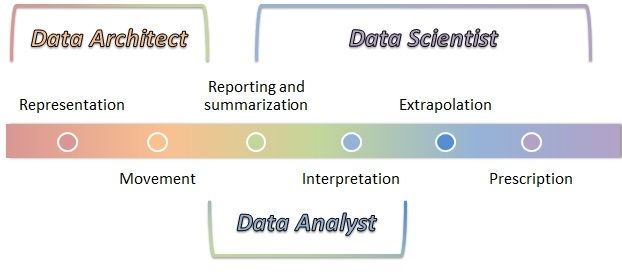 Data Architect
Data Scientist
Representation
Reporting and
summarization
Extrapolation
Movement
Interpretation
Prescription
Data Analyst